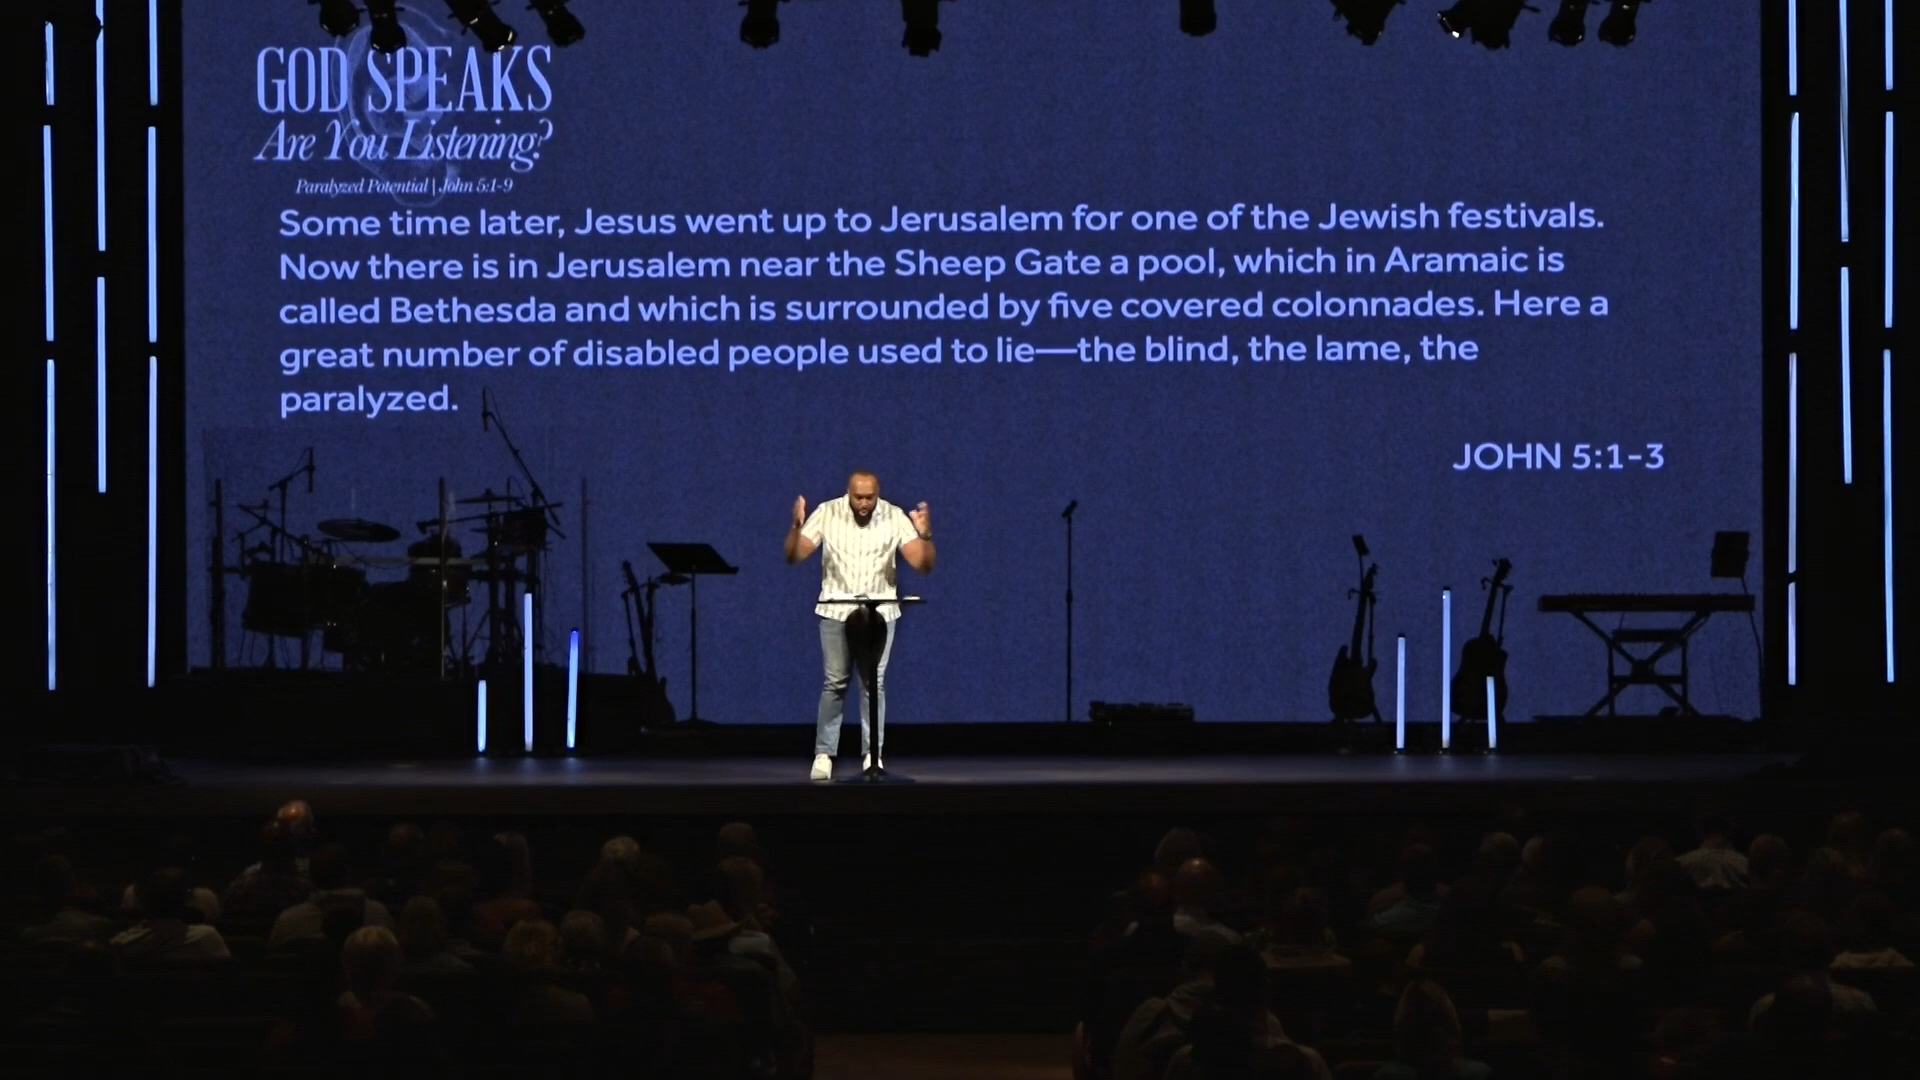 GOD SPEAKS
Are You Listening?
Paralyzed Potential | John 5:1-9
Some time later, Jesus went up to Jerusalem for one of the Jewish festivals.
Now there is in Jerusalem near the Sheep Gate a pool, which in Aramaic is
called Bethesda and which is surrounded by five covered colonnades. Here a
great number of disabled people used to lie—the blind, the lame, the
paralyzed.
JOHN 5:1-3